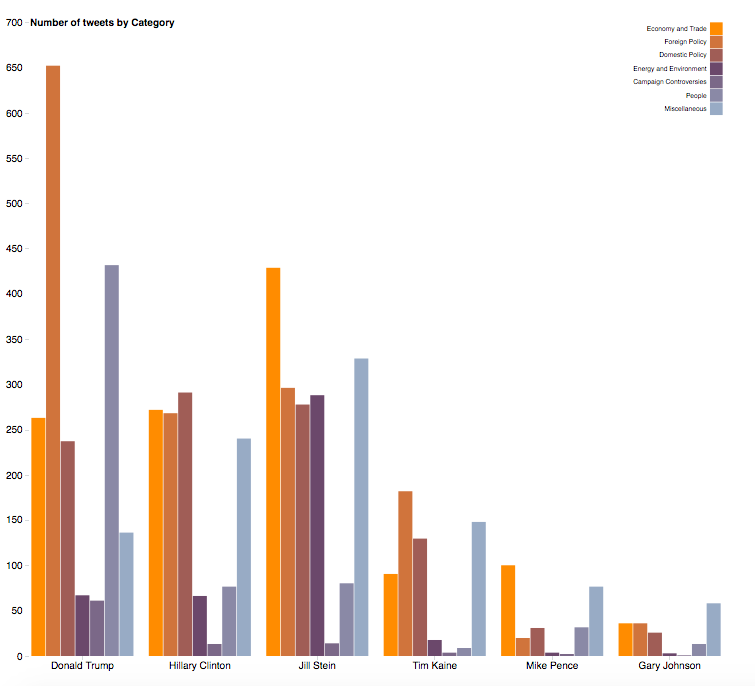 700 Number of tweets by Category
Economy and Trade
Foreign Policy
Domestic Policy
Energy and Environment
Campaign Controversies
People
Miscellaneous
650
600
550
500
450
400
350
300
250
200
150
100
50
0
Donald Trump Hillary Clinton Jill Stein Tim Kaine Mike Pence Gary Johnson